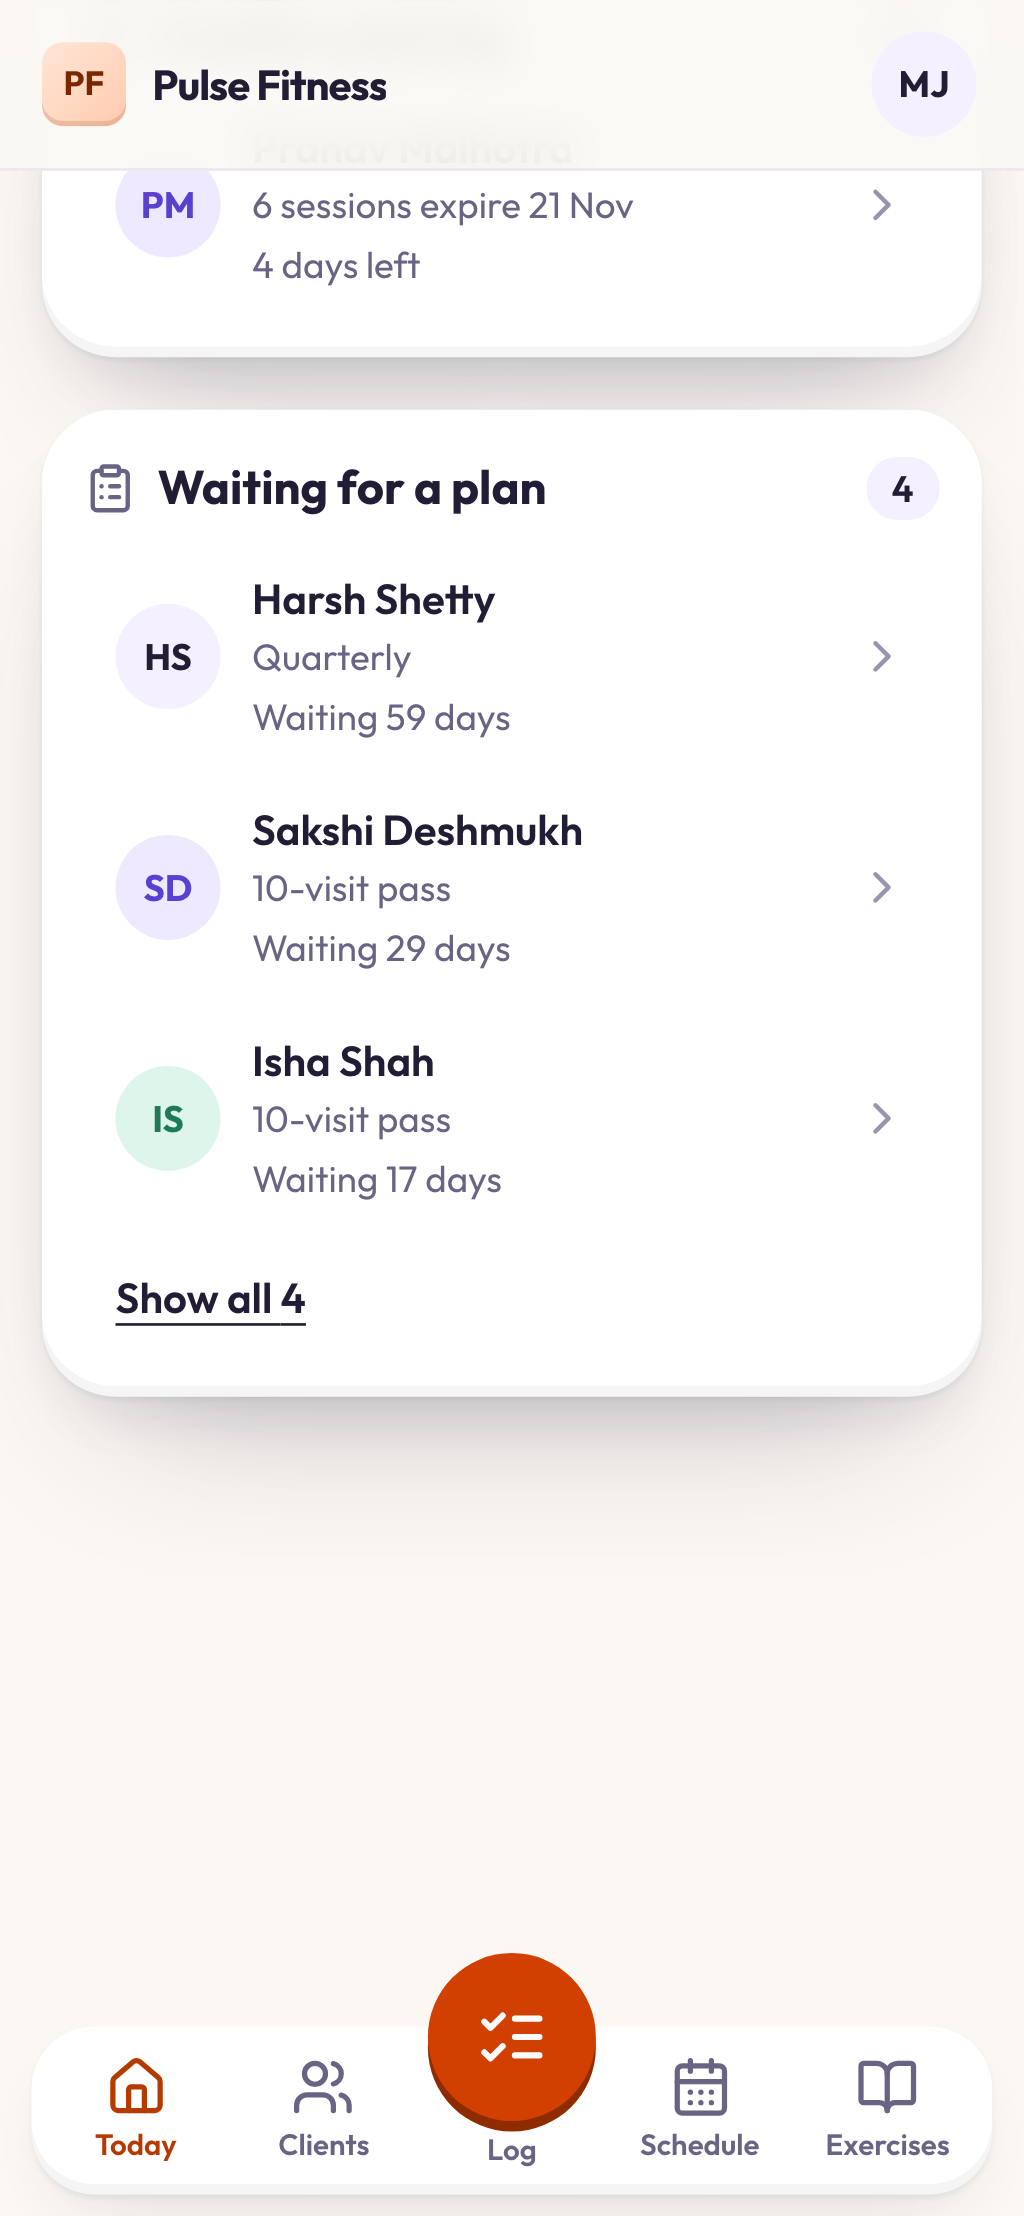 PF
Pulse Fitness
MJ
Pranav Malhotra
PM
6 sessions expire 21 Nov
4 days left
Waiting for a plan
4
HS
Harsh Shetty
Quarterly
Waiting 59 days
SD
Sakshi Deshmukh
10-visit pass
Waiting 29 days
IS
Isha Shah
10-visit pass
Waiting 17 days
Show all 4
Today
Clients
Log
Schedule
Exercises